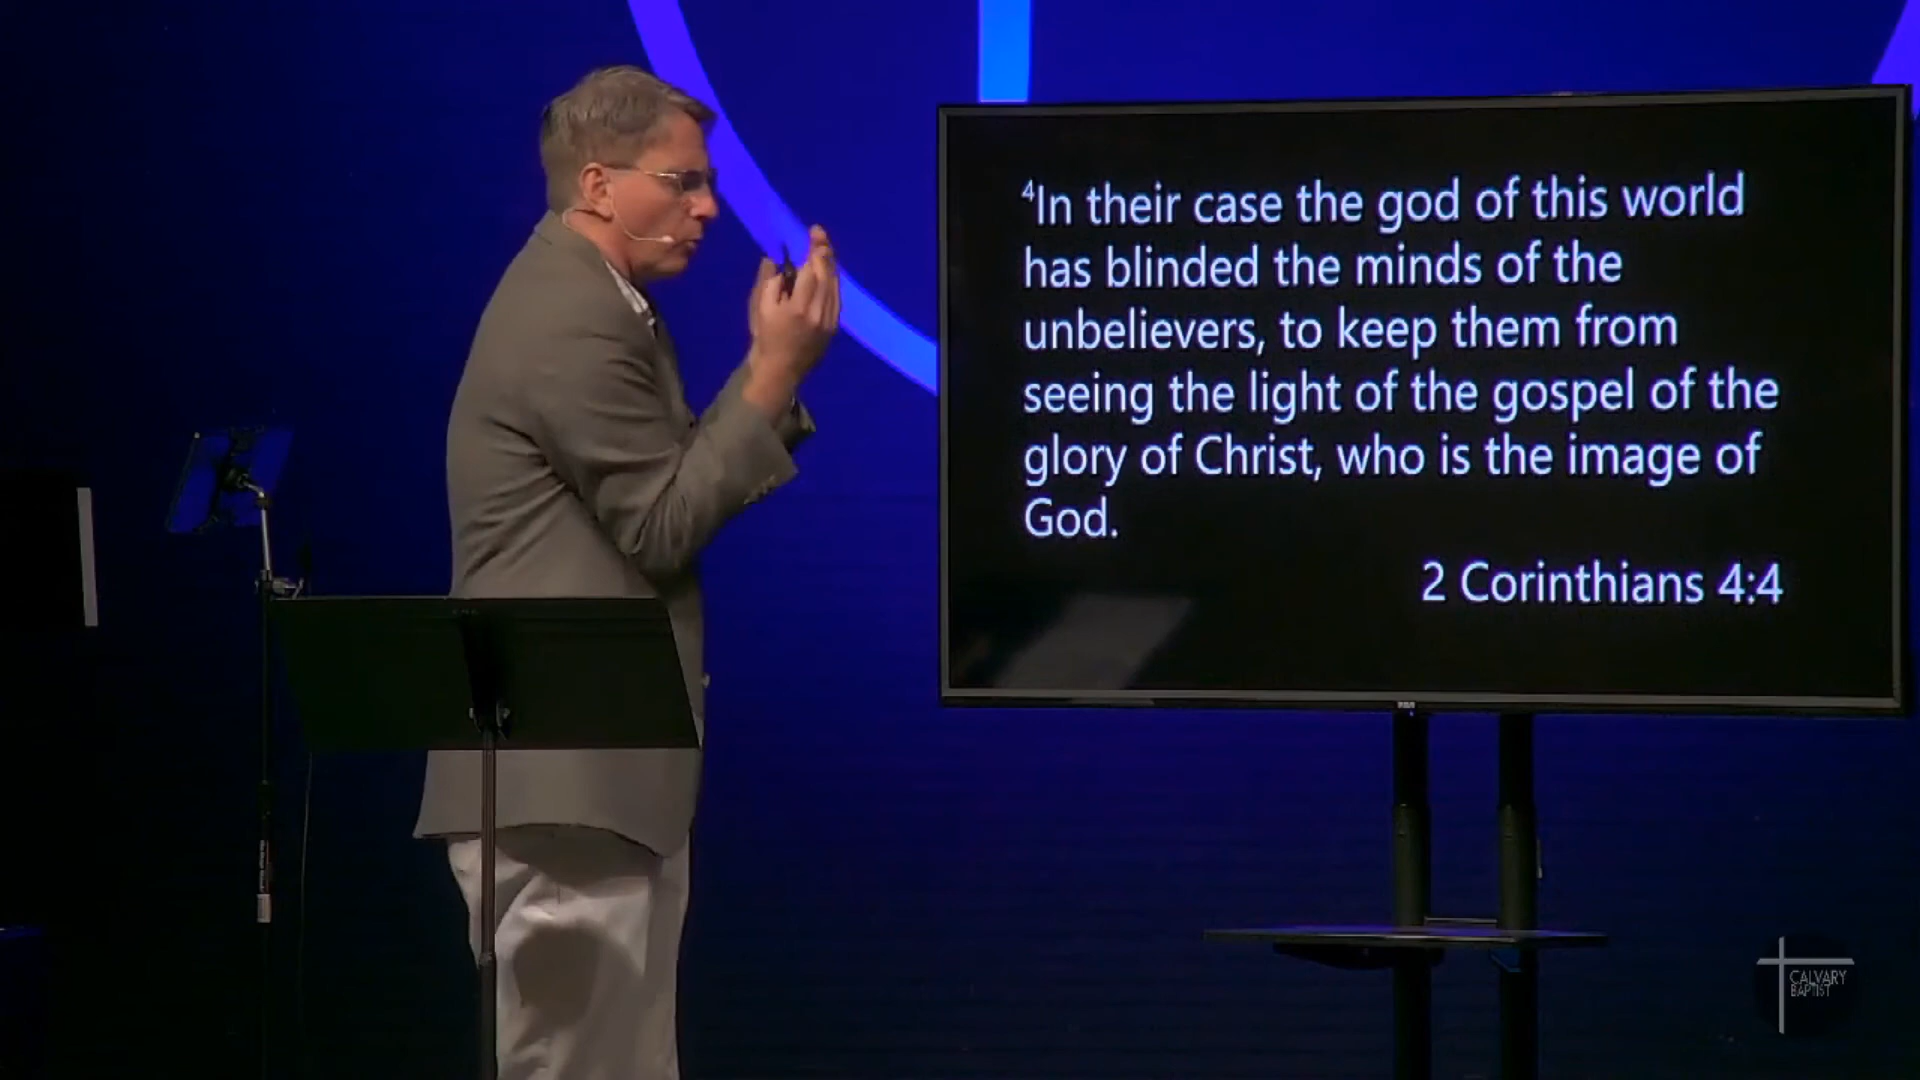 ⁴In their case the god of this world
has blinded the minds of the
unbelievers, to keep them from
seeing the light of the gospel of the
glory of Christ, who is the image of
God.
2 Corinthians 4:4
RCA
CALVARY
BAPTIST